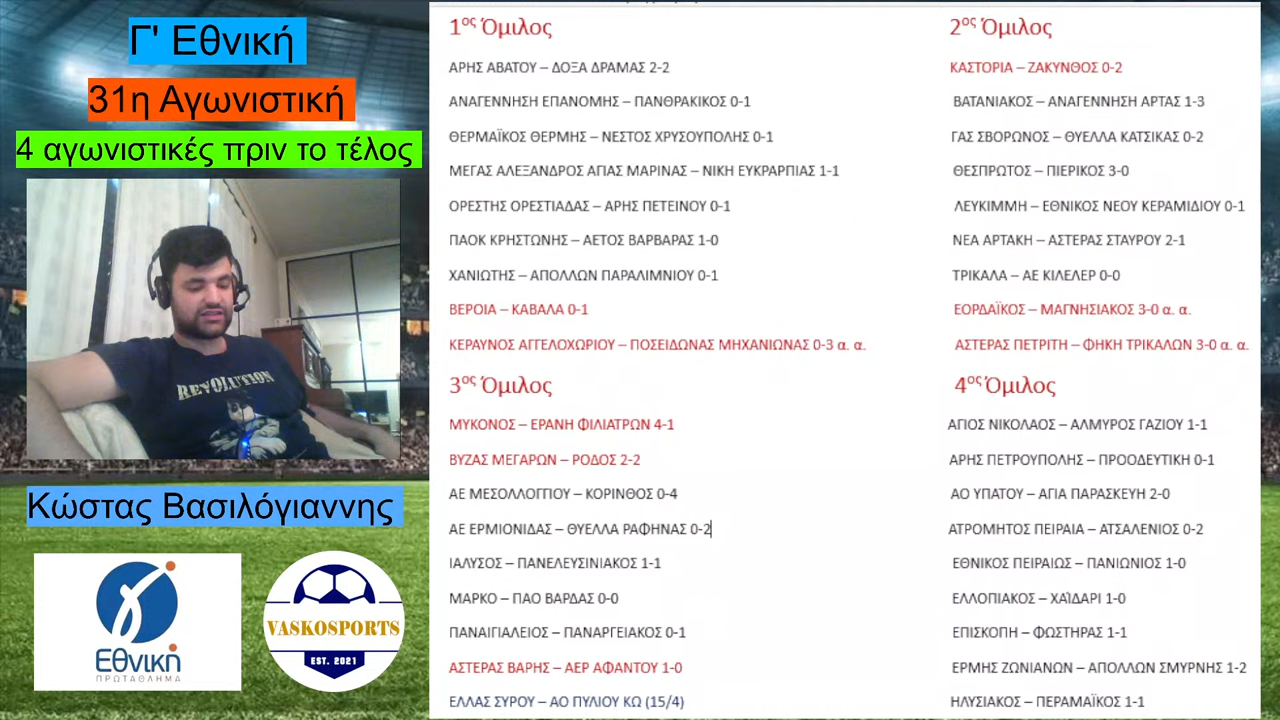 Γ' Εθνική
31η Αγωνιστική
4 αγωνιστικές πριν το τέλος
REVOLUTION
Κώστας Βασιλόγιαννης
Εθνική
ΠΡΩΤΑΘΛΗΜΑ
VASKOSPORTS
EST. 2021
1ος Όμιλος
ΑΡΗΣ ΑΒΑΤΟΥ – ΔΟΞΑ ΔΡΑΜΑΣ 2-2
ΑΝΑΓΕΝΝΗΣΗ ΕΠΑΝΟΜΗΣ – ΠΑΝΘΡΑΚΙΚΟΣ 0-1
ΘΕΡΜΑΪΚΟΣ ΘΕΡΜΗΣ – ΝΕΣΤΟΣ ΧΡΥΣΟΥΠΟΛΗΣ 0-1
ΜΕΓΑΣ ΑΛΕΞΑΝΔΡΟΣ ΑΓΙΑΣ ΜΑΡΙΝΑΣ – ΝΙΚΗ ΕΥΚΡΑΡΠΙΑΣ 1-1
ΟΡΕΣΤΗΣ ΟΡΕΣΤΙΑΔΑΣ – ΑΡΗΣ ΠΕΤΕΙΝΟΥ 0-1
ΠΑΟΚ ΚΡΗΣΤΩΝΗΣ – ΑΕΤΟΣ ΒΑΡΒΑΡΑΣ 1-0
ΧΑΝΙΩΤΗΣ – ΑΠΟΛΛΩΝ ΠΑΡΑΛΙΜΝΙΟΥ 0-1
ΒΕΡΟΙΑ – ΚΑΒΑΛΑ 0-1
ΚΕΡΑΥΝΟΣ ΑΓΓΕΛΟΧΩΡΙΟΥ – ΠΟΣΕΙΔΩΝΑΣ ΜΗΧΑΝΙΩΝΑΣ 0-3 α. α.
2ος Όμιλος
ΚΑΣΤΟΡΙΑ – ΖΑΚΥΝΘΟΣ 0-2
ΒΑΤΑΝΙΑΚΟΣ – ΑΝΑΓΕΝΝΗΣΗ ΑΡΤΑΣ 1-3
ΓΑΣ ΣΒΟΡΩΝΟΣ – ΘΥΕΛΛΑ ΚΑΤΣΙΚΑΣ 0-2
ΘΕΣΠΡΩΤΟΣ – ΠΙΕΡΙΚΟΣ 3-0
ΛΕΥΚΙΜΜΗ – ΕΘΝΙΚΟΣ ΝΕΟΥ ΚΕΡΑΜΙΔΙΟΥ 0-1
ΝΕΑ ΑΡΤΑΚΗ – ΑΣΤΕΡΑΣ ΣΤΑΥΡΟΥ 2-1
ΤΡΙΚΑΛΑ – ΑΕ ΚΙΛΕΛΕΡ 0-0
ΕΟΡΔΑΪΚΟΣ – ΜΑΓΝΗΣΙΑΚΟΣ 3-0 α. α.
ΑΣΤΕΡΑΣ ΠΕΤΡΙΤΗ – ΦΗΚΗ ΤΡΙΚΑΛΩΝ 3-0 α. α.
3ος Όμιλος
ΜΥΚΟΝΟΣ – ΕΡΑΝΗ ΦΙΛΙΑΤΡΩΝ 4-1
ΒΥΖΑΣ ΜΕΓΑΡΩΝ – ΡΟΔΟΣ 2-2
ΑΕ ΜΕΣΟΛΛΟΓΓΙΟΥ – ΚΟΡΙΝΘΟΣ 0-4
ΑΕ ΕΡΜΙΟΝΙΔΑΣ – ΘΥΕΛΛΑ ΡΑΦΗΝΑΣ 0-2
ΙΑΛΥΣΟΣ – ΠΑΝΕΛΕΥΣΙΝΙΑΚΟΣ 1-1
ΜΑΡΚΟ – ΠΑΟ ΒΑΡΔΑΣ 0-0
ΠΑΝΑΙΓΙΑΛΕΙΟΣ – ΠΑΝΑΡΓΕΙΑΚΟΣ 0-1
ΑΣΤΕΡΑΣ ΒΑΡΗΣ – ΑΕΡ ΑΦΑΝΤΟΥ 1-0
ΕΛΛΑΣ ΣΥΡΟΥ – ΑΟ ΠΥΛΙΟΥ ΚΩ (15/4)
4ος Όμιλος
ΑΓΙΟΣ ΝΙΚΟΛΑΟΣ – ΑΛΜΥΡΟΣ ΓΑΖΙΟΥ 1-1
ΑΡΗΣ ΠΕΤΡΟΥΠΟΛΗΣ – ΠΡΟΟΔΕΥΤΙΚΗ 0-1
ΑΟ ΥΠΑΤΟΥ – ΑΓΙΑ ΠΑΡΑΣΚΕΥΗ 2-0
ΑΤΡΟΜΗΤΟΣ ΠΕΙΡΑΙΑ – ΑΤΣΑΛΕΝΙΟΣ 0-2
ΕΘΝΙΚΟΣ ΠΕΙΡΑΙΩΣ – ΠΑΝΙΩΝΙΟΣ 1-0
ΕΛΛΟΠΙΑΚΟΣ – ΧΑΪΔΑΡΙ 1-0
ΕΠΙΣΚΟΠΗ – ΦΩΣΤΗΡΑΣ 1-1
ΕΡΜΗΣ ΖΩΝΙΑΝΩΝ – ΑΠΟΛΛΩΝ ΣΜΥΡΝΗΣ 1-2
ΗΛΥΣΙΑΚΟΣ – ΠΕΡΑΜΑΪΚΟΣ 1-1